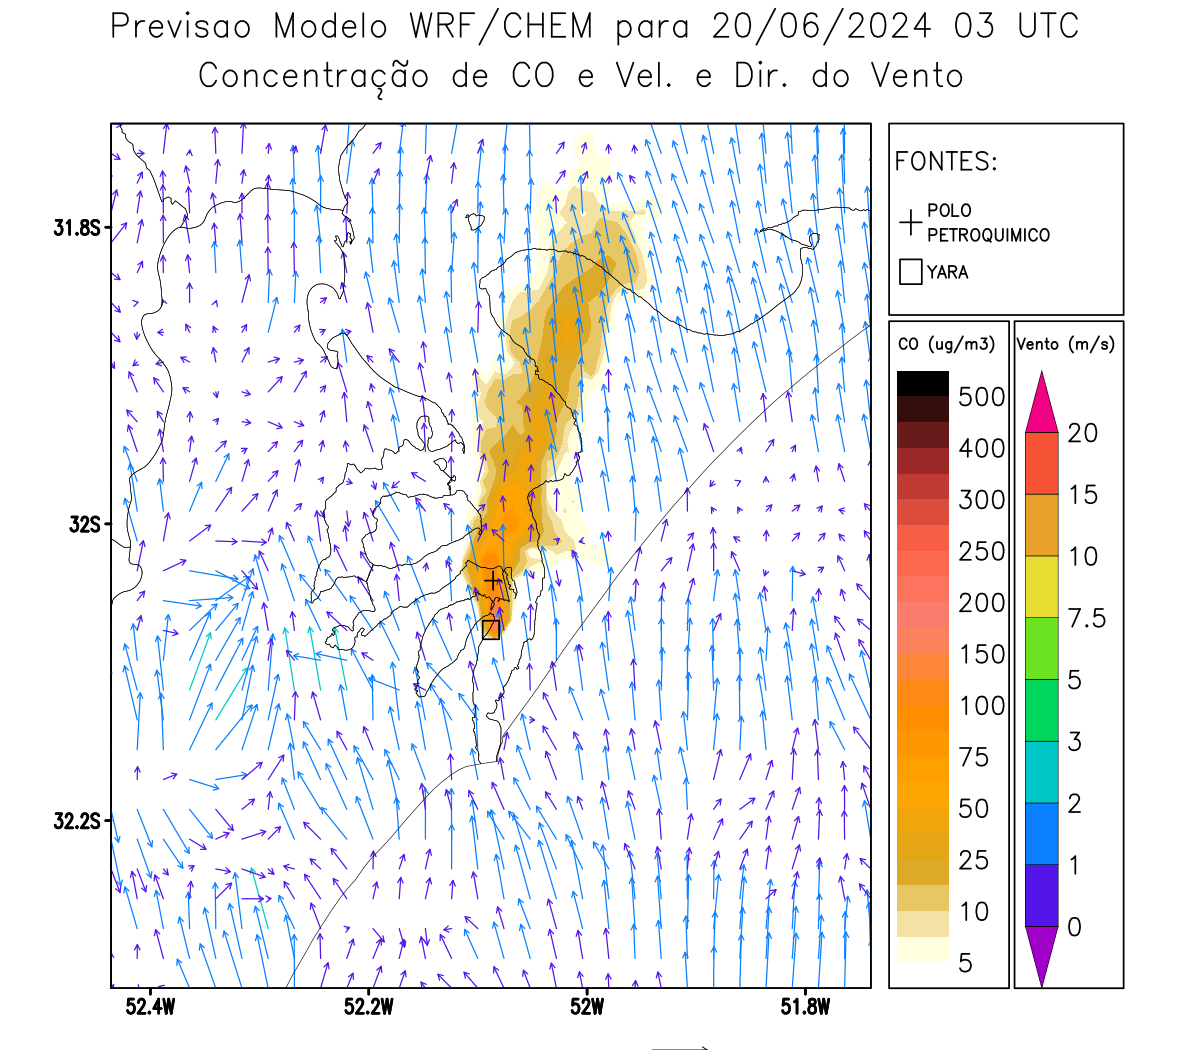 Previsao Modelo WRF/CHEM para 20/06/2024 03 UTC
Concentração de CO e Vel. e Dir. do Vento
FONTES:
POLO
PETROQUIMICO
YARA
CO (ug/m3)
500
400
300
250
200
150
100
75
50
25
10
5
Vento (m/s)
20
15
10
7.5
5
3
2
1
0
31.8S
32S
32.2S
52.4W
52.2W
52W
51.8W